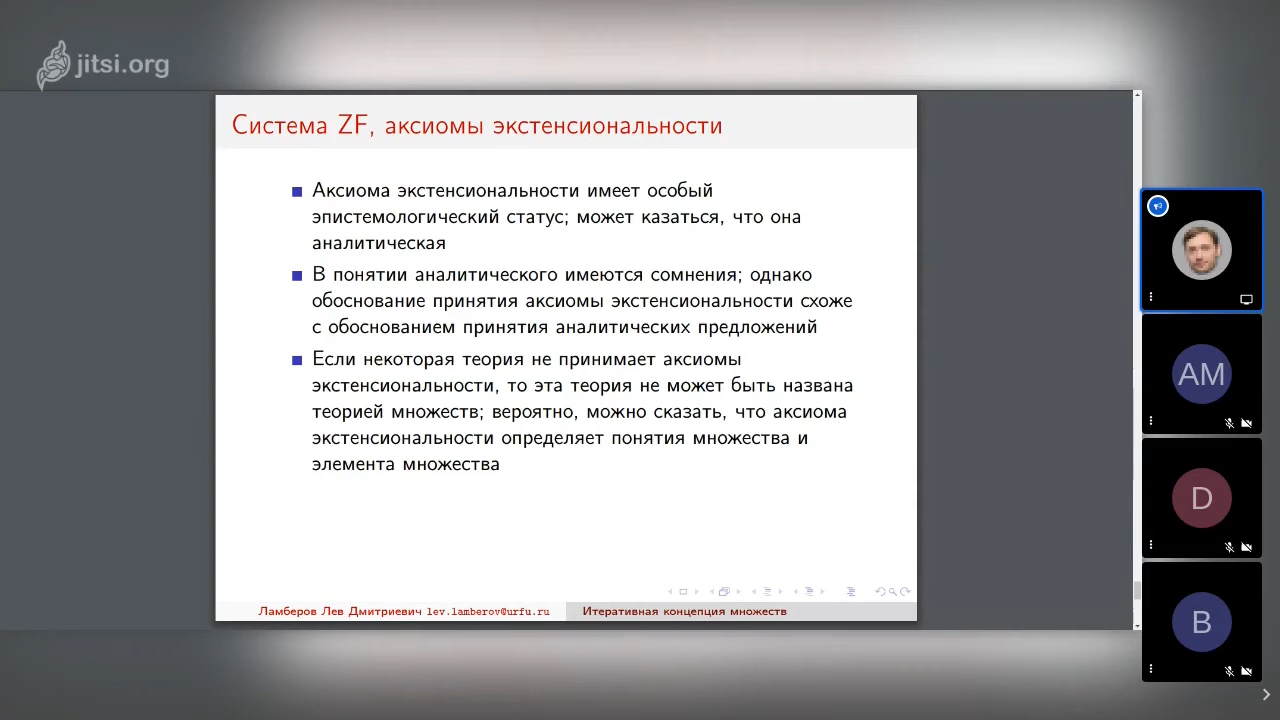 jitsi.org
Система ZF, аксиомы экстенсиональности
Аксиома экстенсиональности имеет особый
эпистемологический статус; может казаться, что она
аналитическая
В понятии аналитического имеются сомнения; однако
обоснование принятия аксиомы экстенсиональности схоже
с обоснованием принятия аналитических предложений
Если некоторая теория не принимает аксиомы
экстенсиональности, то эта теория не может быть названа
теорией множеств; вероятно, можно сказать, что аксиома
экстенсиональности определяет понятия множества и
элемента множества
Ламберов Лев Дмитриевич lev.lamberov@urfu.ru
Итеративная концепция множеств
AM
D
B